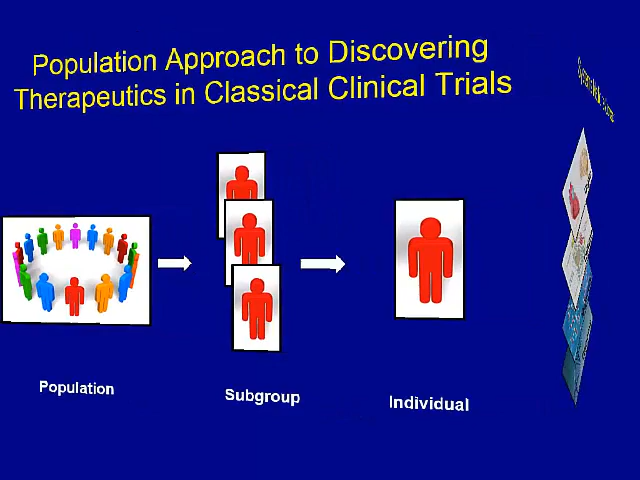 Population Approach to Discovering
Therapeutics in Classical Clinical Trials
Population
Subgroup
Individual